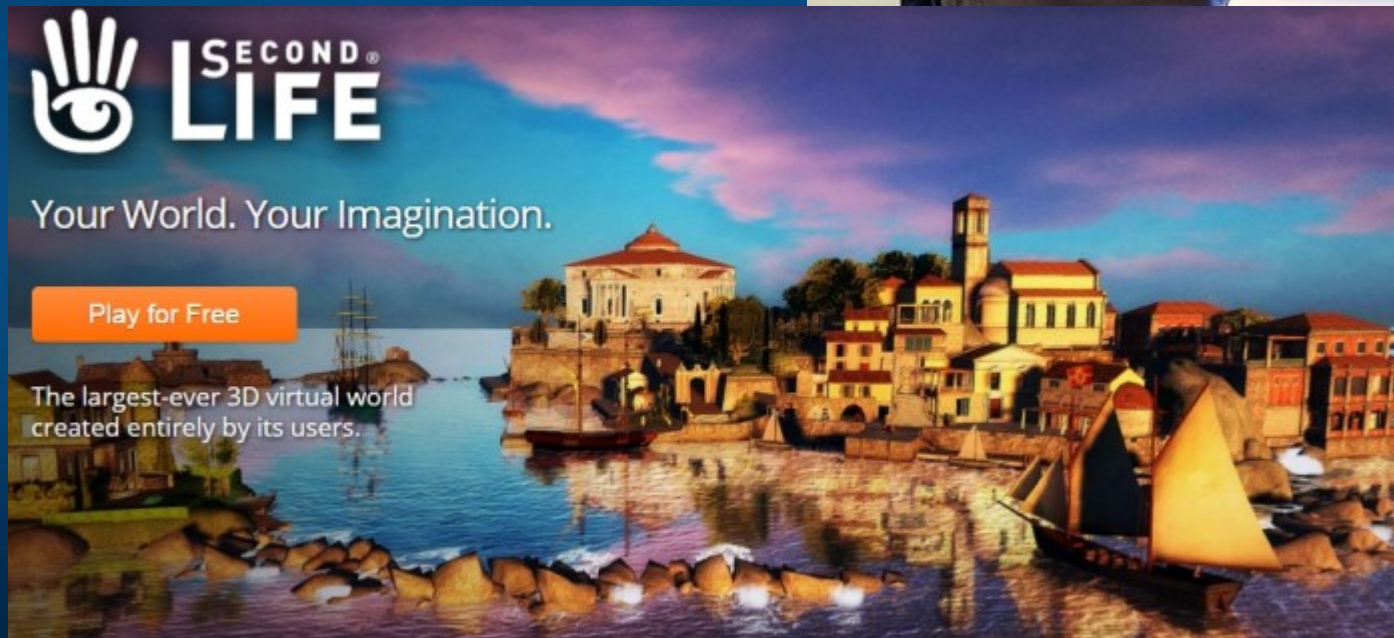 SECOND®
LIFE
Your World. Your Imagination.
Play for Free
The largest-ever 3D virtual world
created entirely by its users.